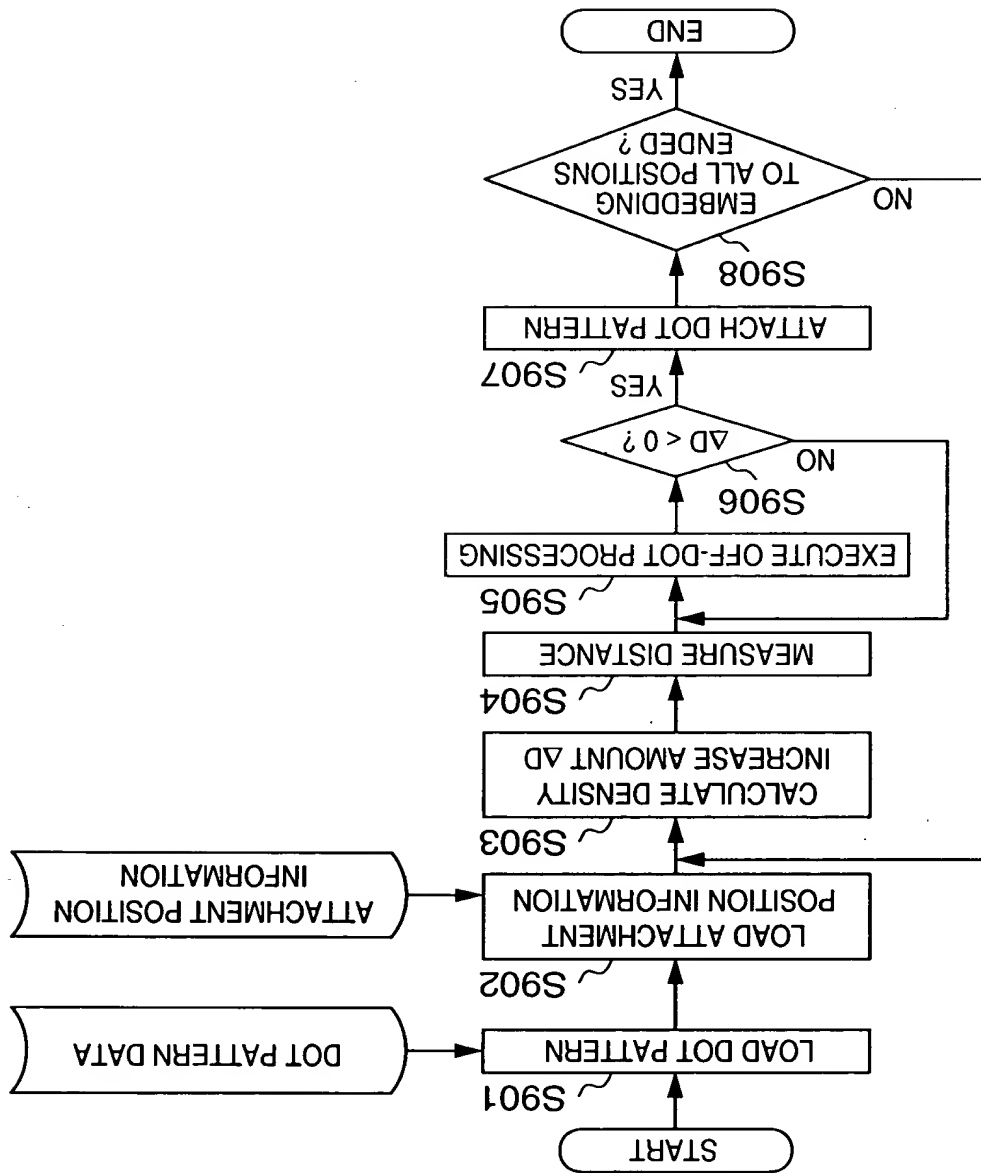 START
S901
LOAD DOT PATTERN
DOT PATTERN DATA
S902
LOAD ATTACHMENT
POSITION INFORMATION
ATTACHMENT POSITION
INFORMATION
S903
CALCULATE DENSITY
INCREASE AMOUNT ΔD
S904
MEASURE DISTANCE
S905
EXECUTE OFF-DOT PROCESSING
S906
ΔD < 0 ?
NO
YES
S907
ATTACH DOT PATTERN
S908
EMBEDDING
TO ALL POSITIONS
ENDED ?
NO
YES
END